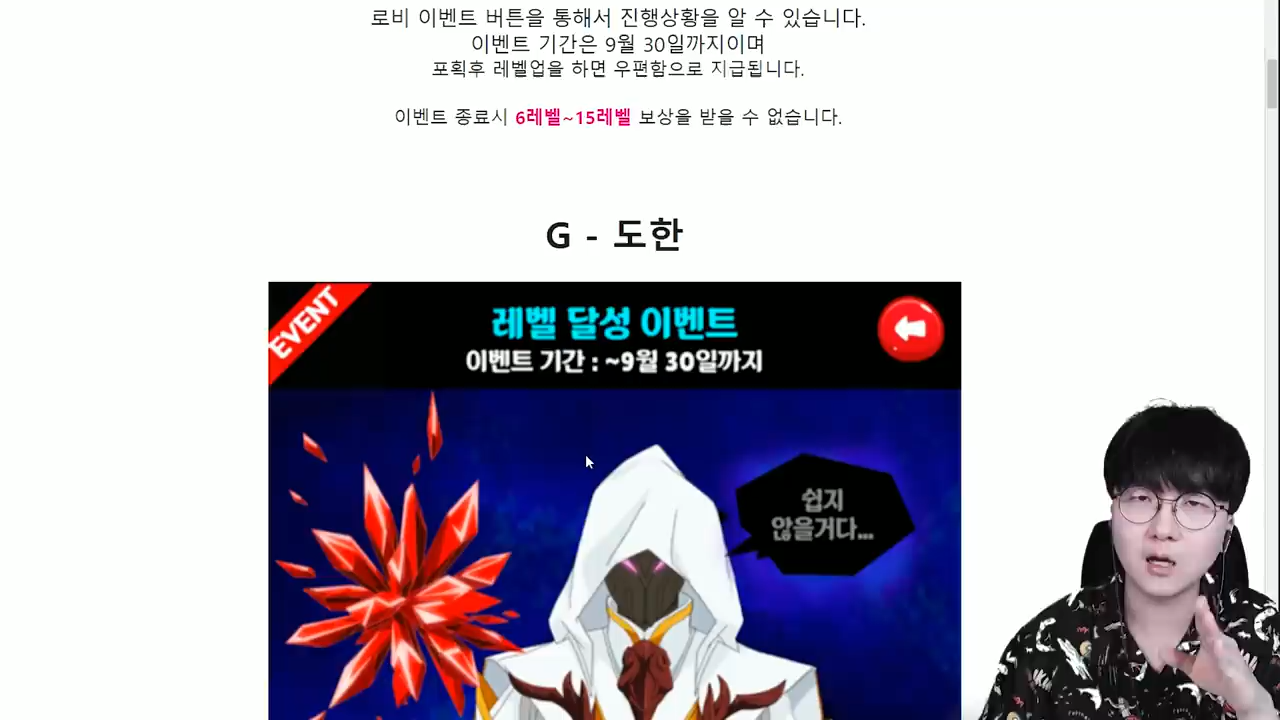 로비 이벤트 버튼을 통해서 진행상황을 알 수 있습니다.
이벤트 기간은 9월 30일까지이며
포획후 레벨업을 하면 우편함으로 지급됩니다.
이벤트 종료시 6레벨~15레벨 보상을 받을 수 없습니다.
G - 도한
EVENT
레벨 달성 이벤트
이벤트 기간 : ~9월 30일까지
쉽지
않을거다...